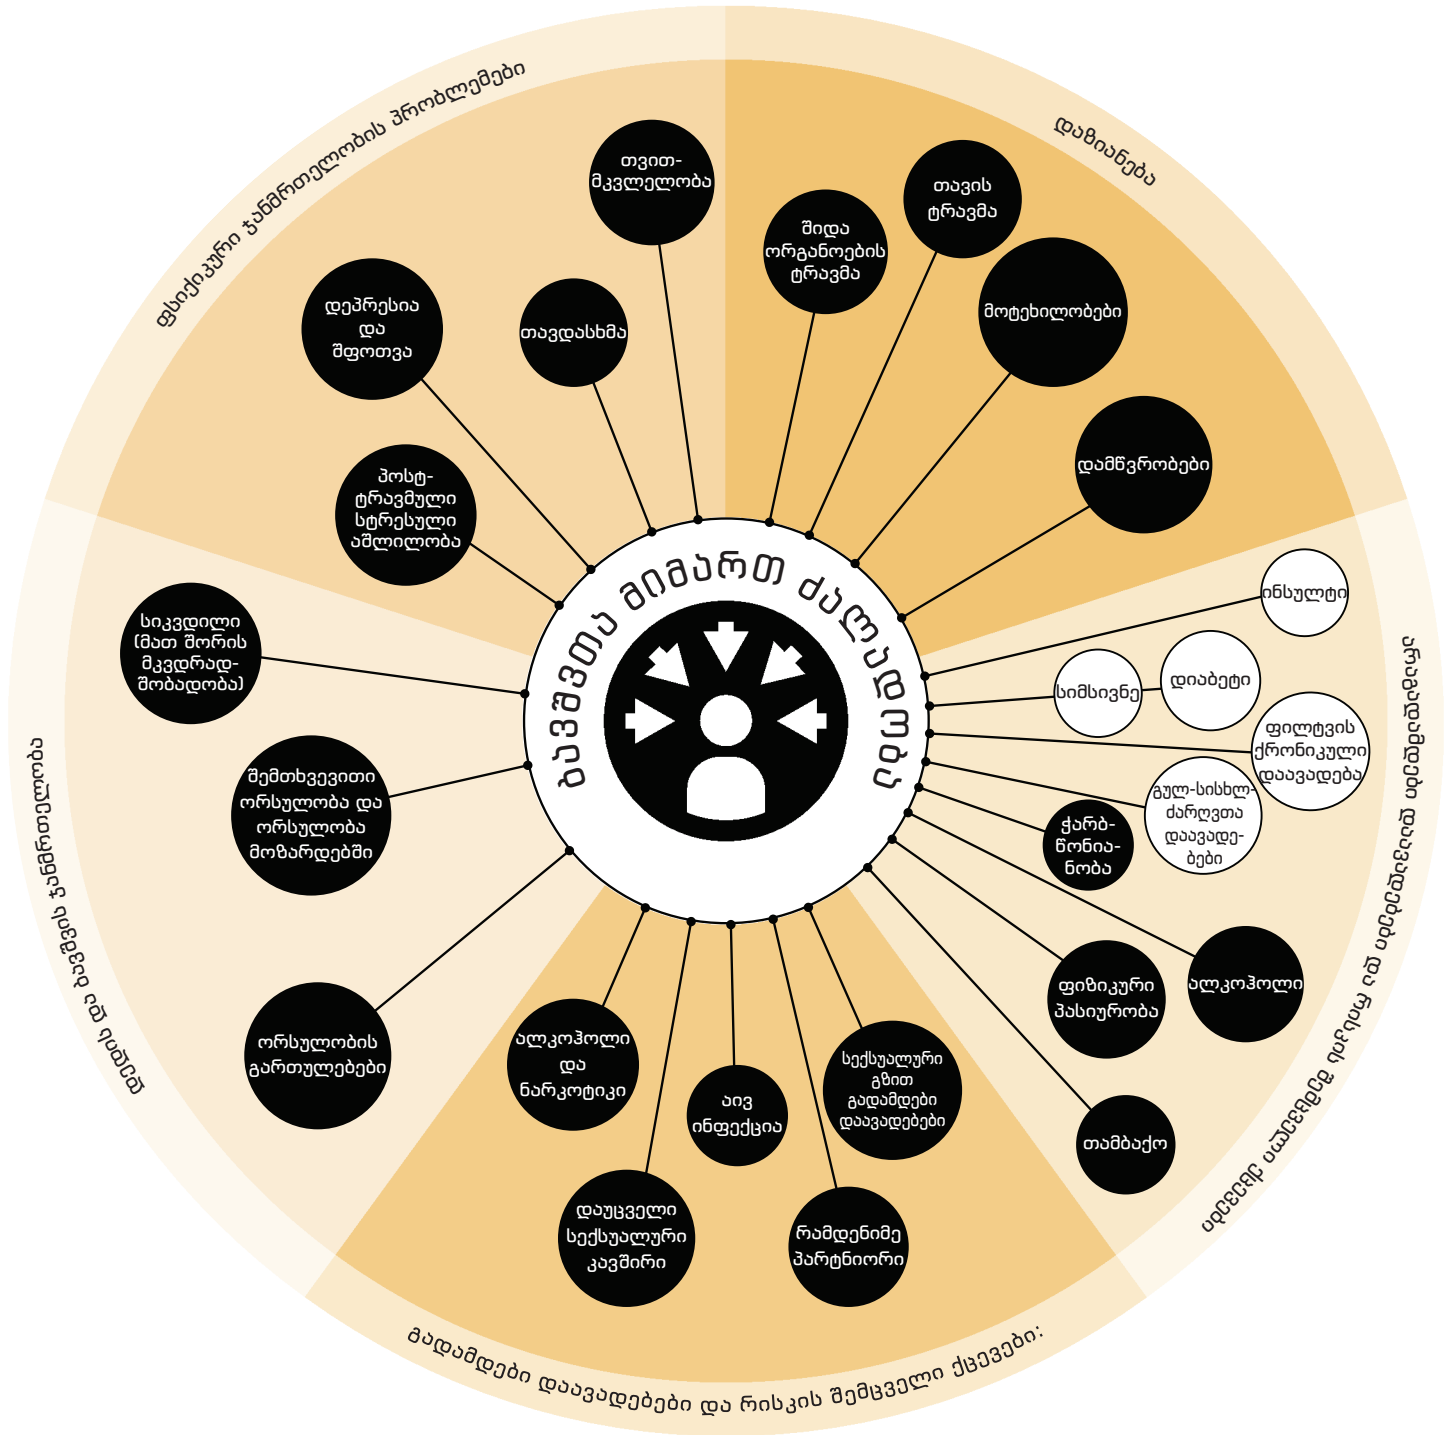 ფსიქიკური ჯანმრთელობის პრობლემები
თვით-
მკვლელობა
თავდასხმა
დეპრესია
და
შფოთვა
პოსტ-
ტრავმული
სტრესული
აშლილობა
დაზიანება
შიდა
ორგანოების
ტრავმა
თავის
ტრავმა
მოტეხილობები
დამწვრობები
ბავშვთა მიმართ ძალადობა
ინსულტი
სიმსივნე
დიაბეტი
ფილტვის
ქრონიკული
დაავადება
გულ-სისხლ-
ძარღვთა
დაავადე-
ბები
ჭარბ-
წონია-
ნობა
ალკოჰოლი
ფიზიკური
პასიურობა
თამბაქო
გადამდები დაავადებები და რისკის შემცველი ქცევები:
სექსუალური
გზით
გადამდები
დაავადებები
რამდენიმე
პარტნიორი
აივ
ინფექცია
დაუცველი
სექსუალური
კავშირი
ალკოჰოლი
და
ნარკოტიკი
დედის და ბავშვის ჯანმრთელობა
სიკვდილი
(მათ შორის
მკვდრად-
შობადობა)
შემთხვევითი
ორსულობა და
ორსულობა
მოზარდებში
ორსულობის
გართულებები